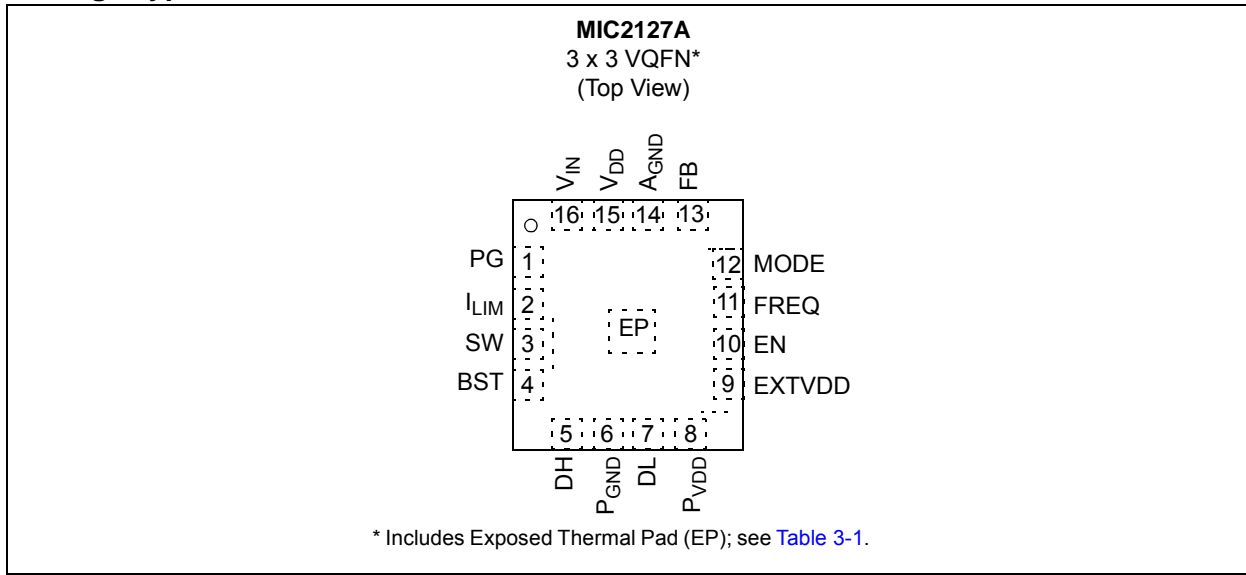 MIC2127A
3 x 3 VQFN*
(Top View)
VIN VDD AGND FB
16 15 14 13
PG 1
12 MODE
ILIM 2
11 FREQ
SW 3
EP
10 EN
BST 4
9 EXTVDD
5 6 7 8
DH PGND DL PVDD
* Includes Exposed Thermal Pad (EP); see Table 3-1.